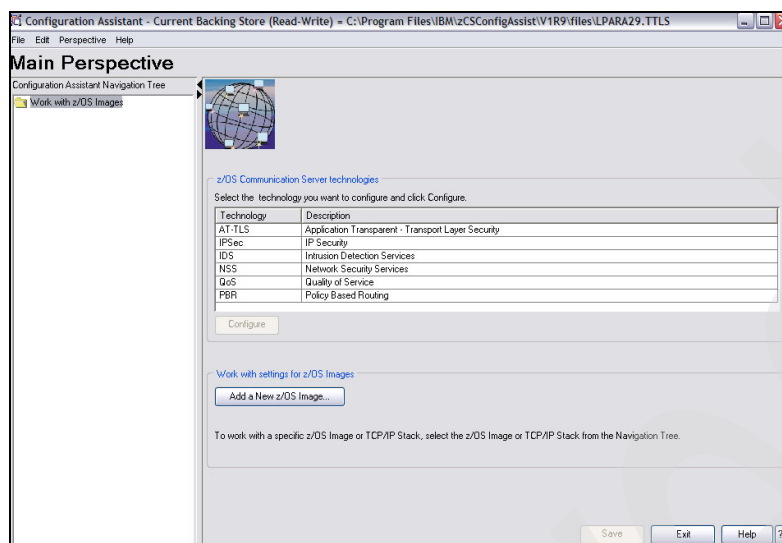 Configuration Assistant - Current Backing Store (Read-Write) = C:\Program Files\IBM\zCSConfigAssist\V1R9\files\LPARA29.TTLS
File Edit Perspective Help
Main Perspective
Configuration Assistant Navigation Tree
Work with z/OS Images
z/OS Communication Server technologies
Select the technology you want to configure and click Configure.
Technology Description
AT-TLS Application Transparent - Transport Layer Security
IPSec IP Security
IDS Intrusion Detection Services
NSS Network Security Services
QoS Quality of Service
PBR Policy Based Routing
Configure
Work with settings for z/OS Images
Add a New z/OS Image...
To work with a specific z/OS Image or TCP/IP Stack, select the z/OS Image or TCP/IP Stack from the Navigation Tree.
Save Exit Help ?